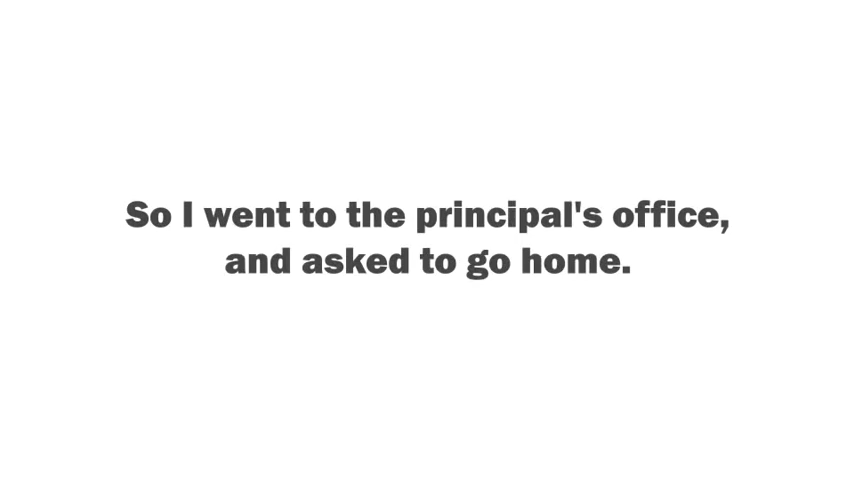 So I went to the principal's office,
and asked to go home.